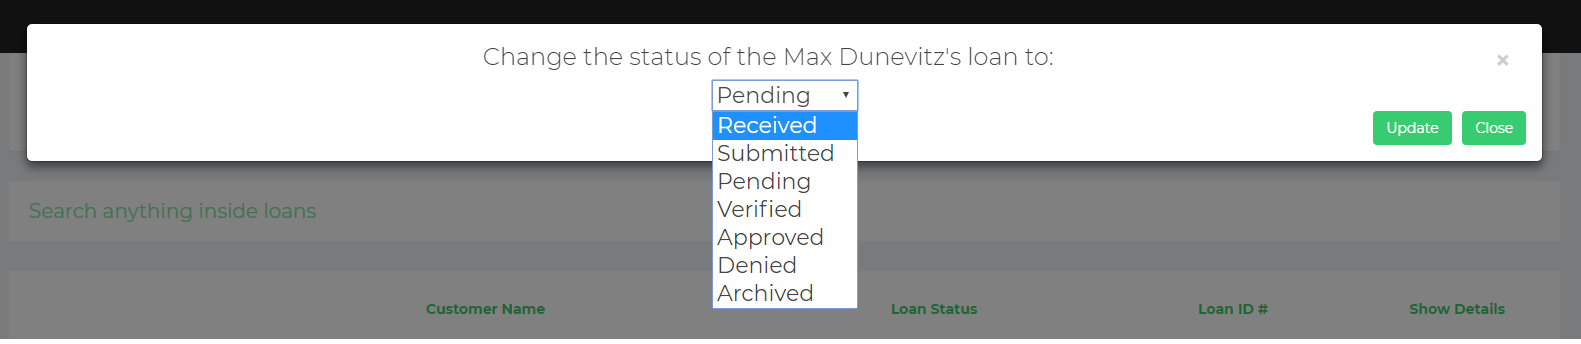 Change the status of the Max Dunevitz's loan to:
×
Pending
Received
Submitted
Pending
Verified
Approved
Denied
Archived
Update Close
Search anything inside loans
Customer Name Loan Status Loan ID # Show Details